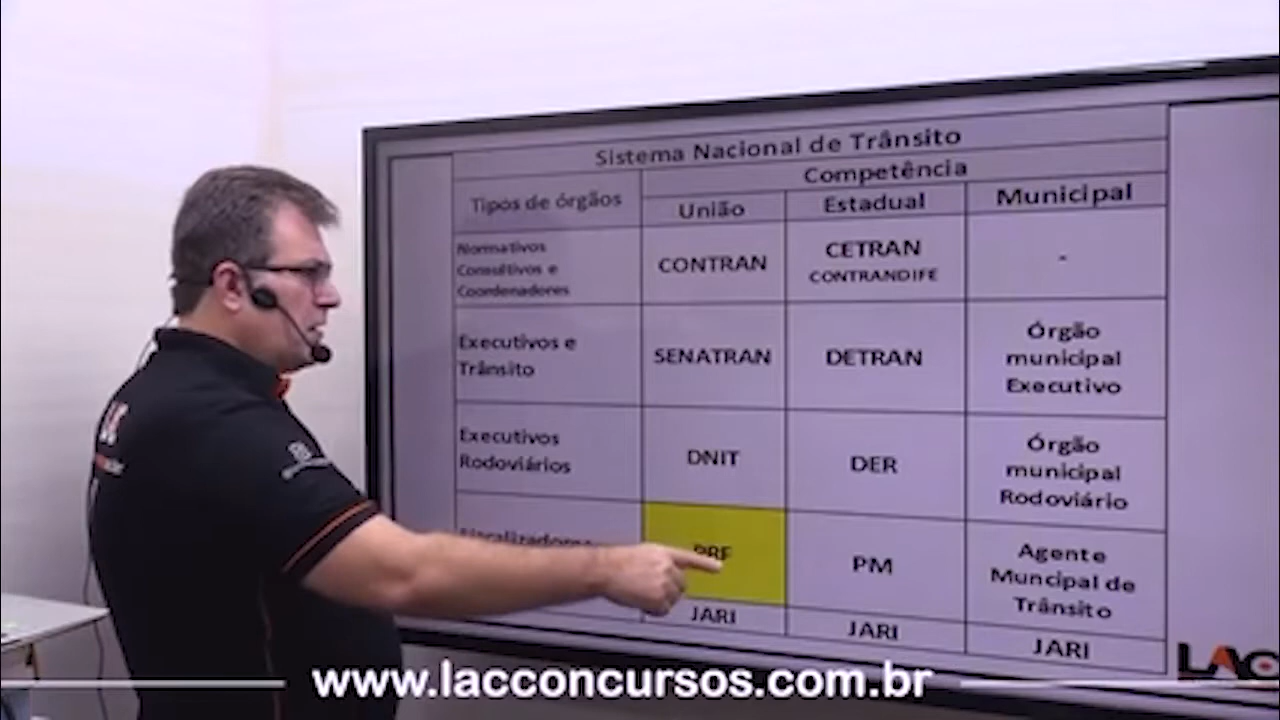 Sistema Nacional de Trânsito
Tipos de órgãos
Competência
União
Estadual
Municipal
Normativos
Consultivos e
Coordenadores
CONTRAN
CETRAN
CONTRANDIFE
-
Executivos e
Trânsito
SENATRAN
DETRAN
Órgão
municipal
Executivo
Executivos
Rodoviários
DNIT
DER
Órgão
municipal
Rodoviário
PRF
PM
Agente
Muncipal de
Trânsito
JARI
JARI
JARI
LAC
www.lacconcursos.com.br